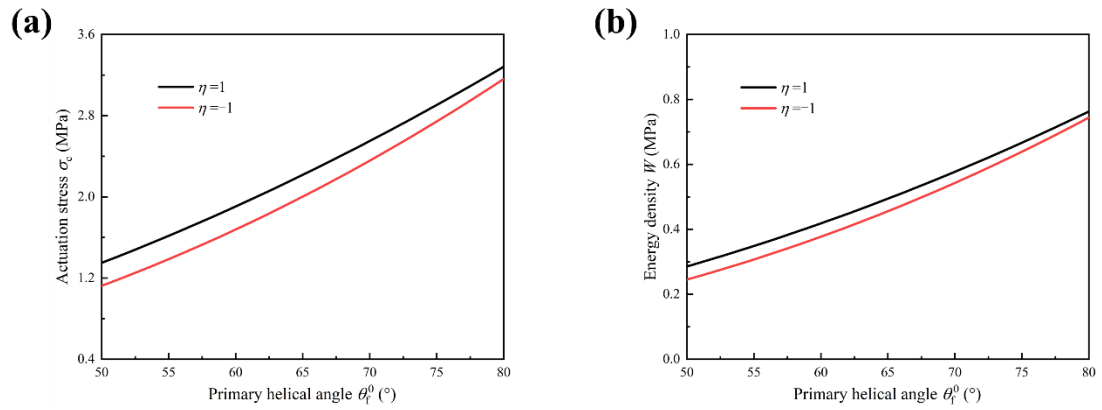 (a)
3.6
2.8
2.0
1.2
0.4
Actuation stress σc (MPa)
η =1
η =−1
50 55 60 65 70 75 80
Primary helical angle θf0 (°)
(b)
1.0
0.8
0.6
0.4
0.2
0.0
Energy density W (MPa)
η =1
η =−1
50 55 60 65 70 75 80
Primary helical angle θf0 (°)